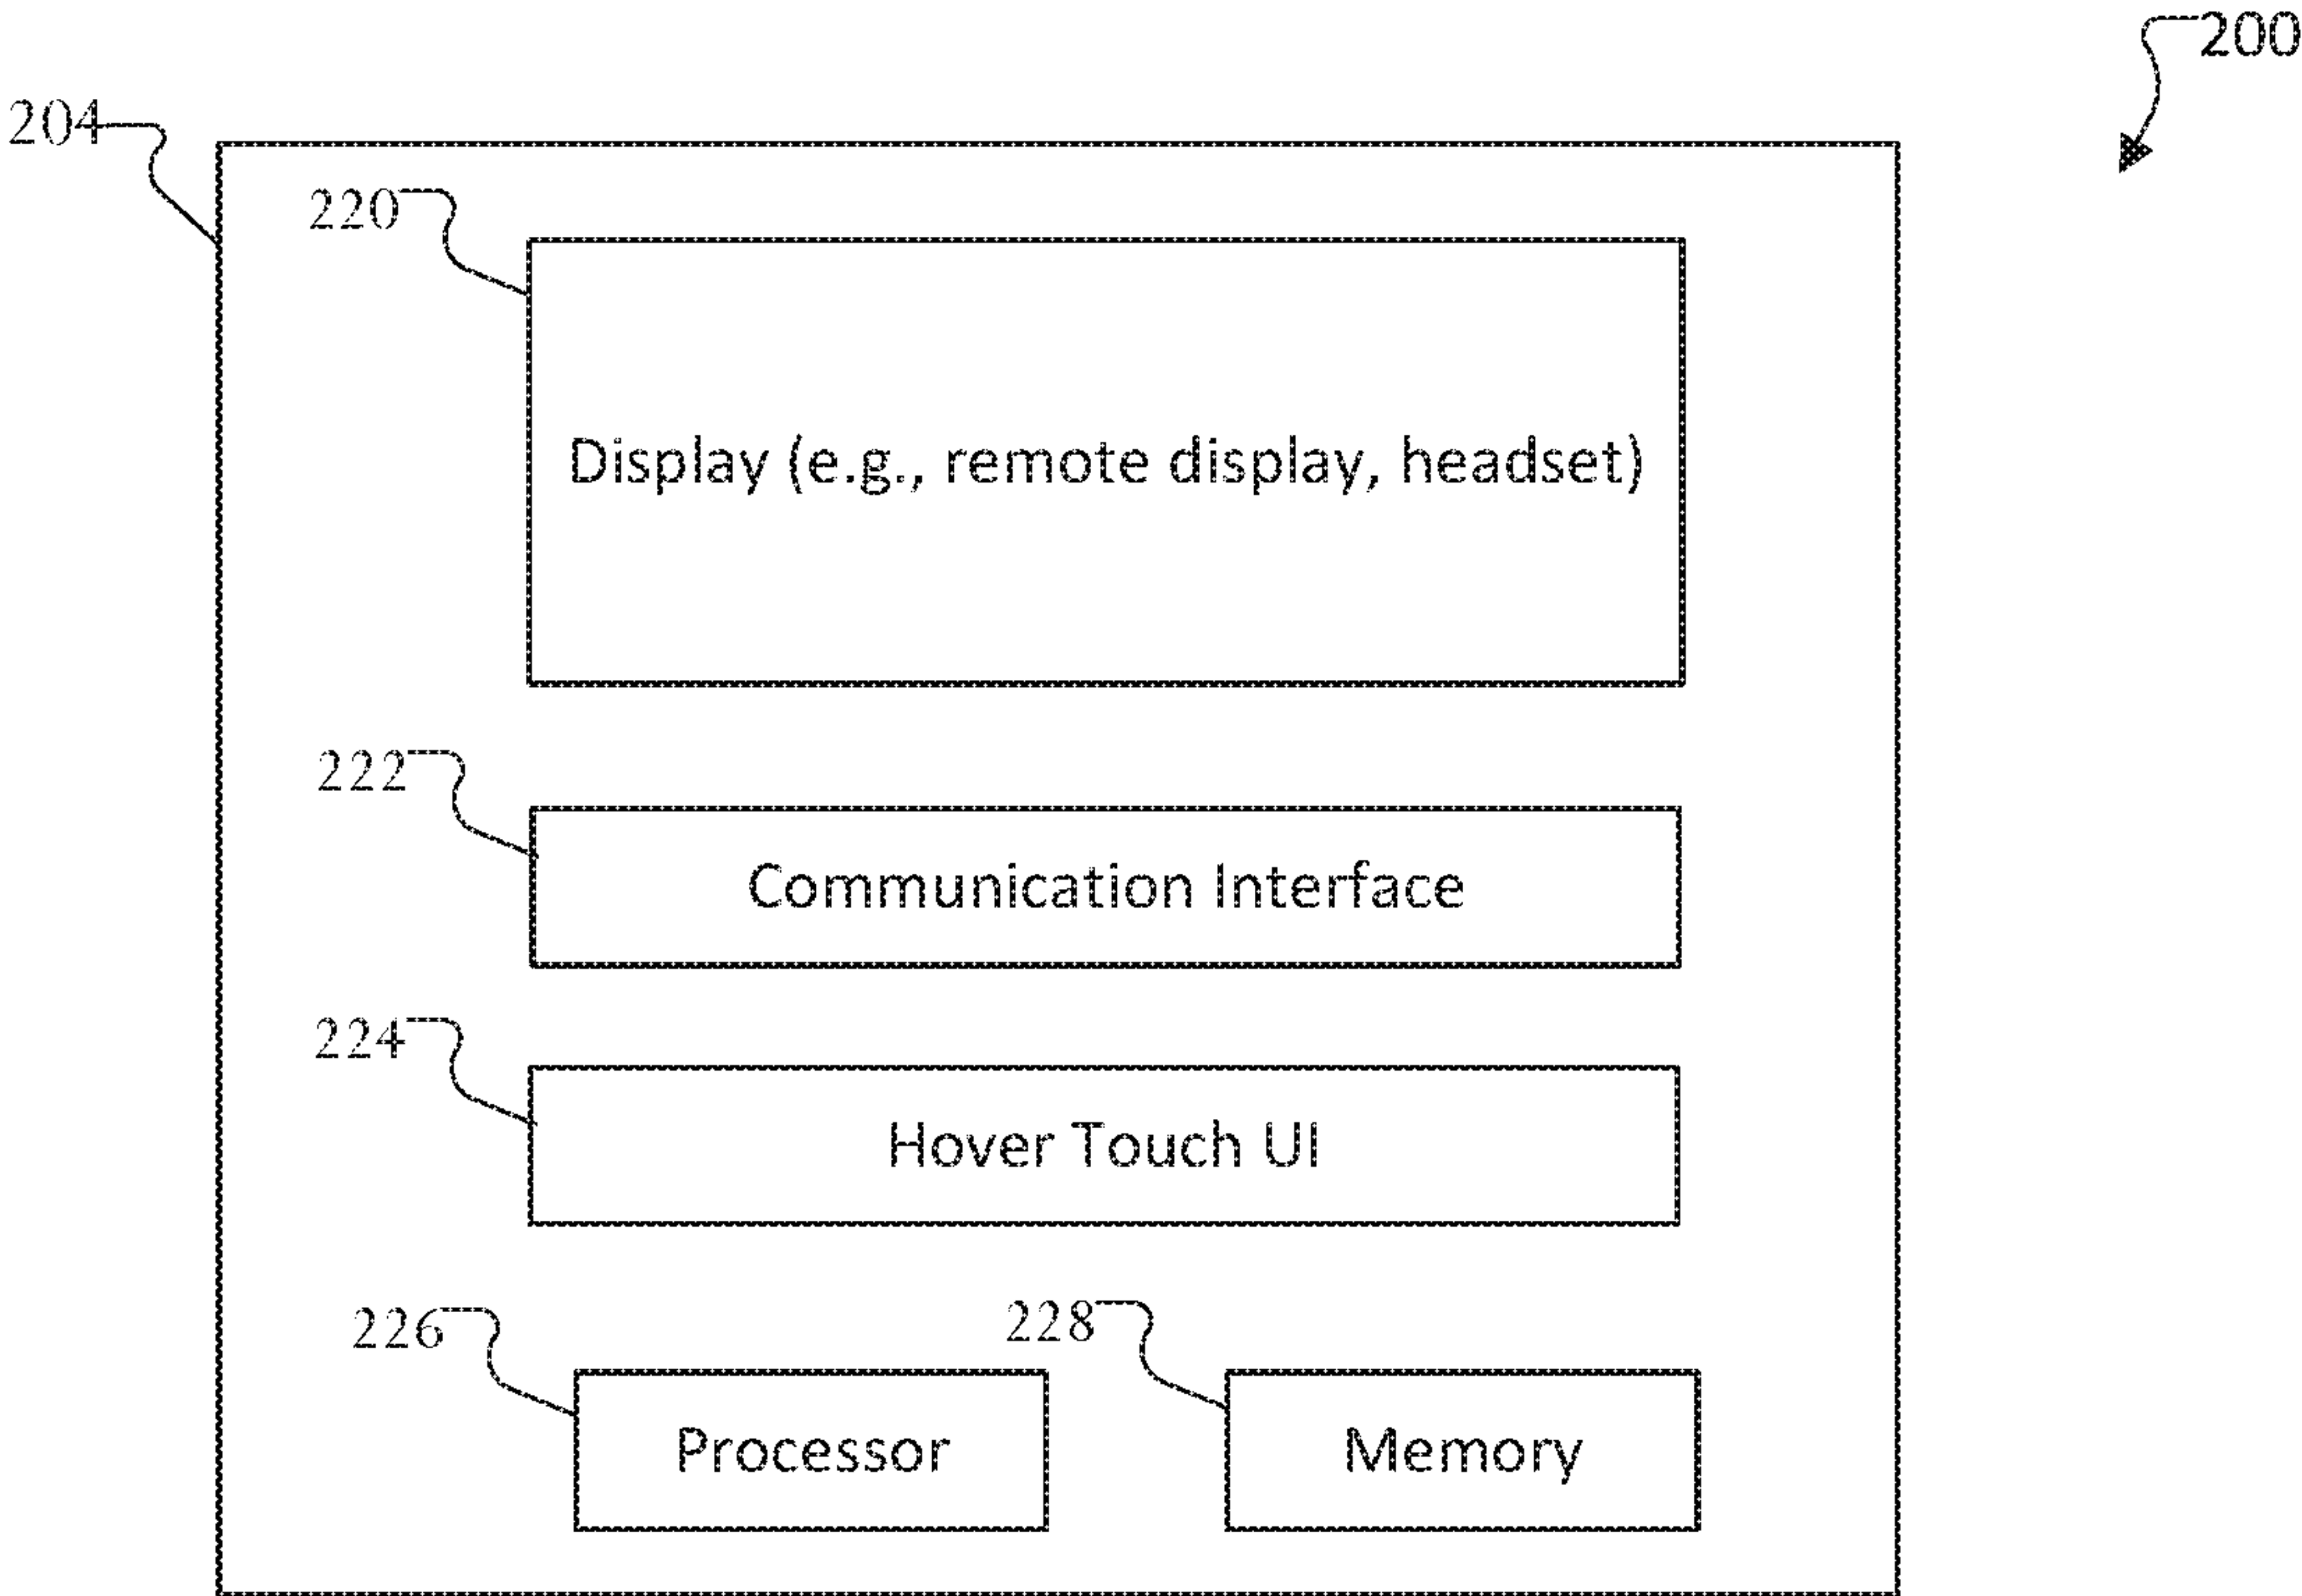 200
204
220
Display (e.g., remote display, headset)
222
Communication Interface
224
Hover Touch UI
226
228
Processor
Memory